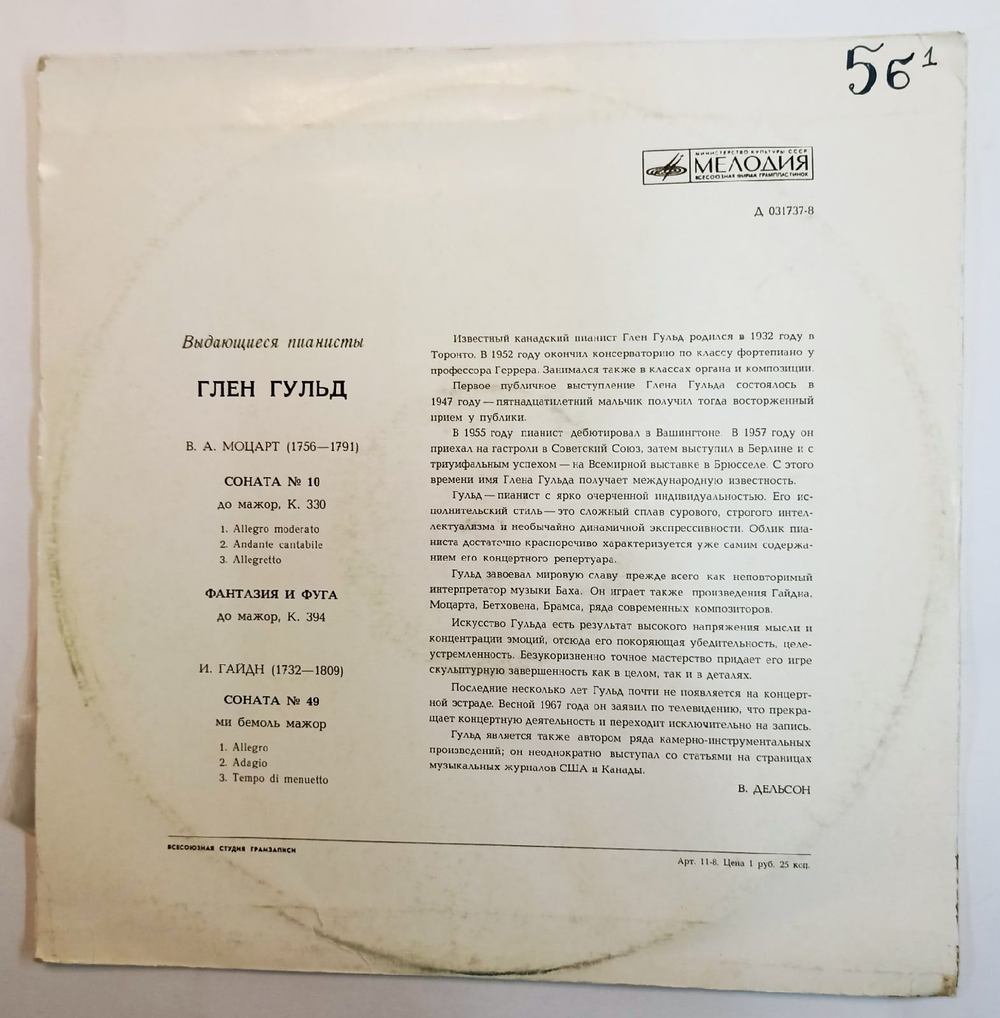 56 1
МИНИСТЕРСТВО КУЛЬТУРЫ СССР
МЕЛОДИЯ
ВСЕСОЮЗНАЯ ФИРМА ГРАМПЛАСТИНОК
Д 031737-8
Выдающиеся пианисты
ГЛЕН ГУЛЬД
В. А. МОЦАРТ (1756—1791)
СОНАТА № 10
до мажор, К. 330
1. Allegro moderato
2. Andante cantabile
3. Allegretto
ФАНТАЗИЯ И ФУГА
до мажор, К. 394
И. ГАЙДН (1732—1809)
СОНАТА № 49
ми бемоль мажор
1. Allegro
2. Adagio
3. Tempo di menuetto
Известный канадский пианист Глен Гульд родился в 1932 году в
Торонто. В 1952 году окончил консерваторию по классу фортепиано у
профессора Геррера. Занимался также в классах органа и композиции.
Первое публичное выступление Глена Гульда состоялось в
1947 году — пятнадцатилетний мальчик получил тогда восторженный
прием у публики.
В 1955 году пианист дебютировал в Вашингтоне. В 1957 году он
приехал на гастроли в Советский Союз, затем выступил в Берлине и с
триумфальным успехом — на Всемирной выставке в Брюсселе. С этого
времени имя Глена Гульда получает международную известность.
Гульд — пианист с ярко очерченной индивидуальностью. Его ис-
полнительский стиль — это сложный сплав сурового, строгого интел-
лектуализма и необычайно динамичной экспрессивности. Облик пиа-
ниста достаточно красноречиво характеризуется уже самим содержа-
нием его концертного репертуара.
Гульд завоевал мировую славу прежде всего как неповторимый
интерпретатор музыки Баха. Он играет также произведения Гайдна,
Моцарта, Бетховена, Брамса, ряда современных композиторов.
Искусство Гульда есть результат высокого напряжения мысли и
концентрации эмоций, отсюда его покоряющая убедительность, целе-
устремленность. Безукоризненно точное мастерство придает его игре
скульптурную завершенность как в целом, так и в деталях.
Последние несколько лет Гульд почти не появляется на концерт-
ной эстраде. Весной 1967 года он заявил по телевидению, что прекра-
щает концертную деятельность и переходит исключительно на запись.
Гульд является также автором ряда камерно-инструментальных
произведений; он неоднократно выступал со статьями на страницах
музыкальных журналов США и Канады.
В. ДЕЛЬСОН
ВСЕСОЮЗНАЯ СТУДИЯ ГРАМЗАПИСИ
Арт. 11-8. Цена 1 руб. 25 коп.